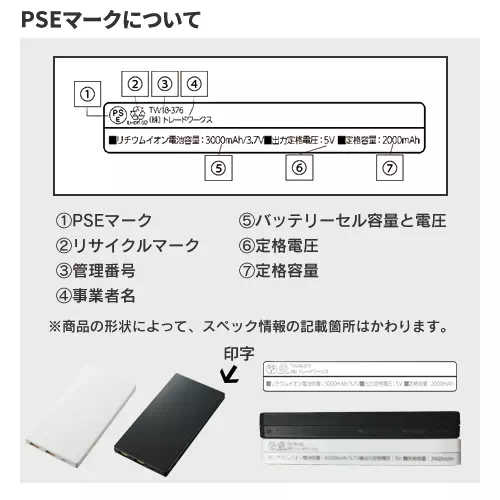 PSEマークについて
① ② ③ ④
PS E
Li-ion 00
TW18-376
(株)トレードワークス
■リチウムイオン電池容量：3000mAh/3.7V■出力定格電圧：5V ■定格容量：2000mAh
⑤ ⑥ ⑦
①PSEマーク
②リサイクルマーク
③管理番号
④事業者名
⑤バッテリーセル容量と電圧
⑥定格電圧
⑦定格容量
※商品の形状によって、スペック情報の記載箇所はかわります。
印字
PS E
TW18-377
(株)トレードワークス
■リチウムイオン電池容量：3000mAh/3.7V■出力定格電圧：5V ■定格容量：2000mAh